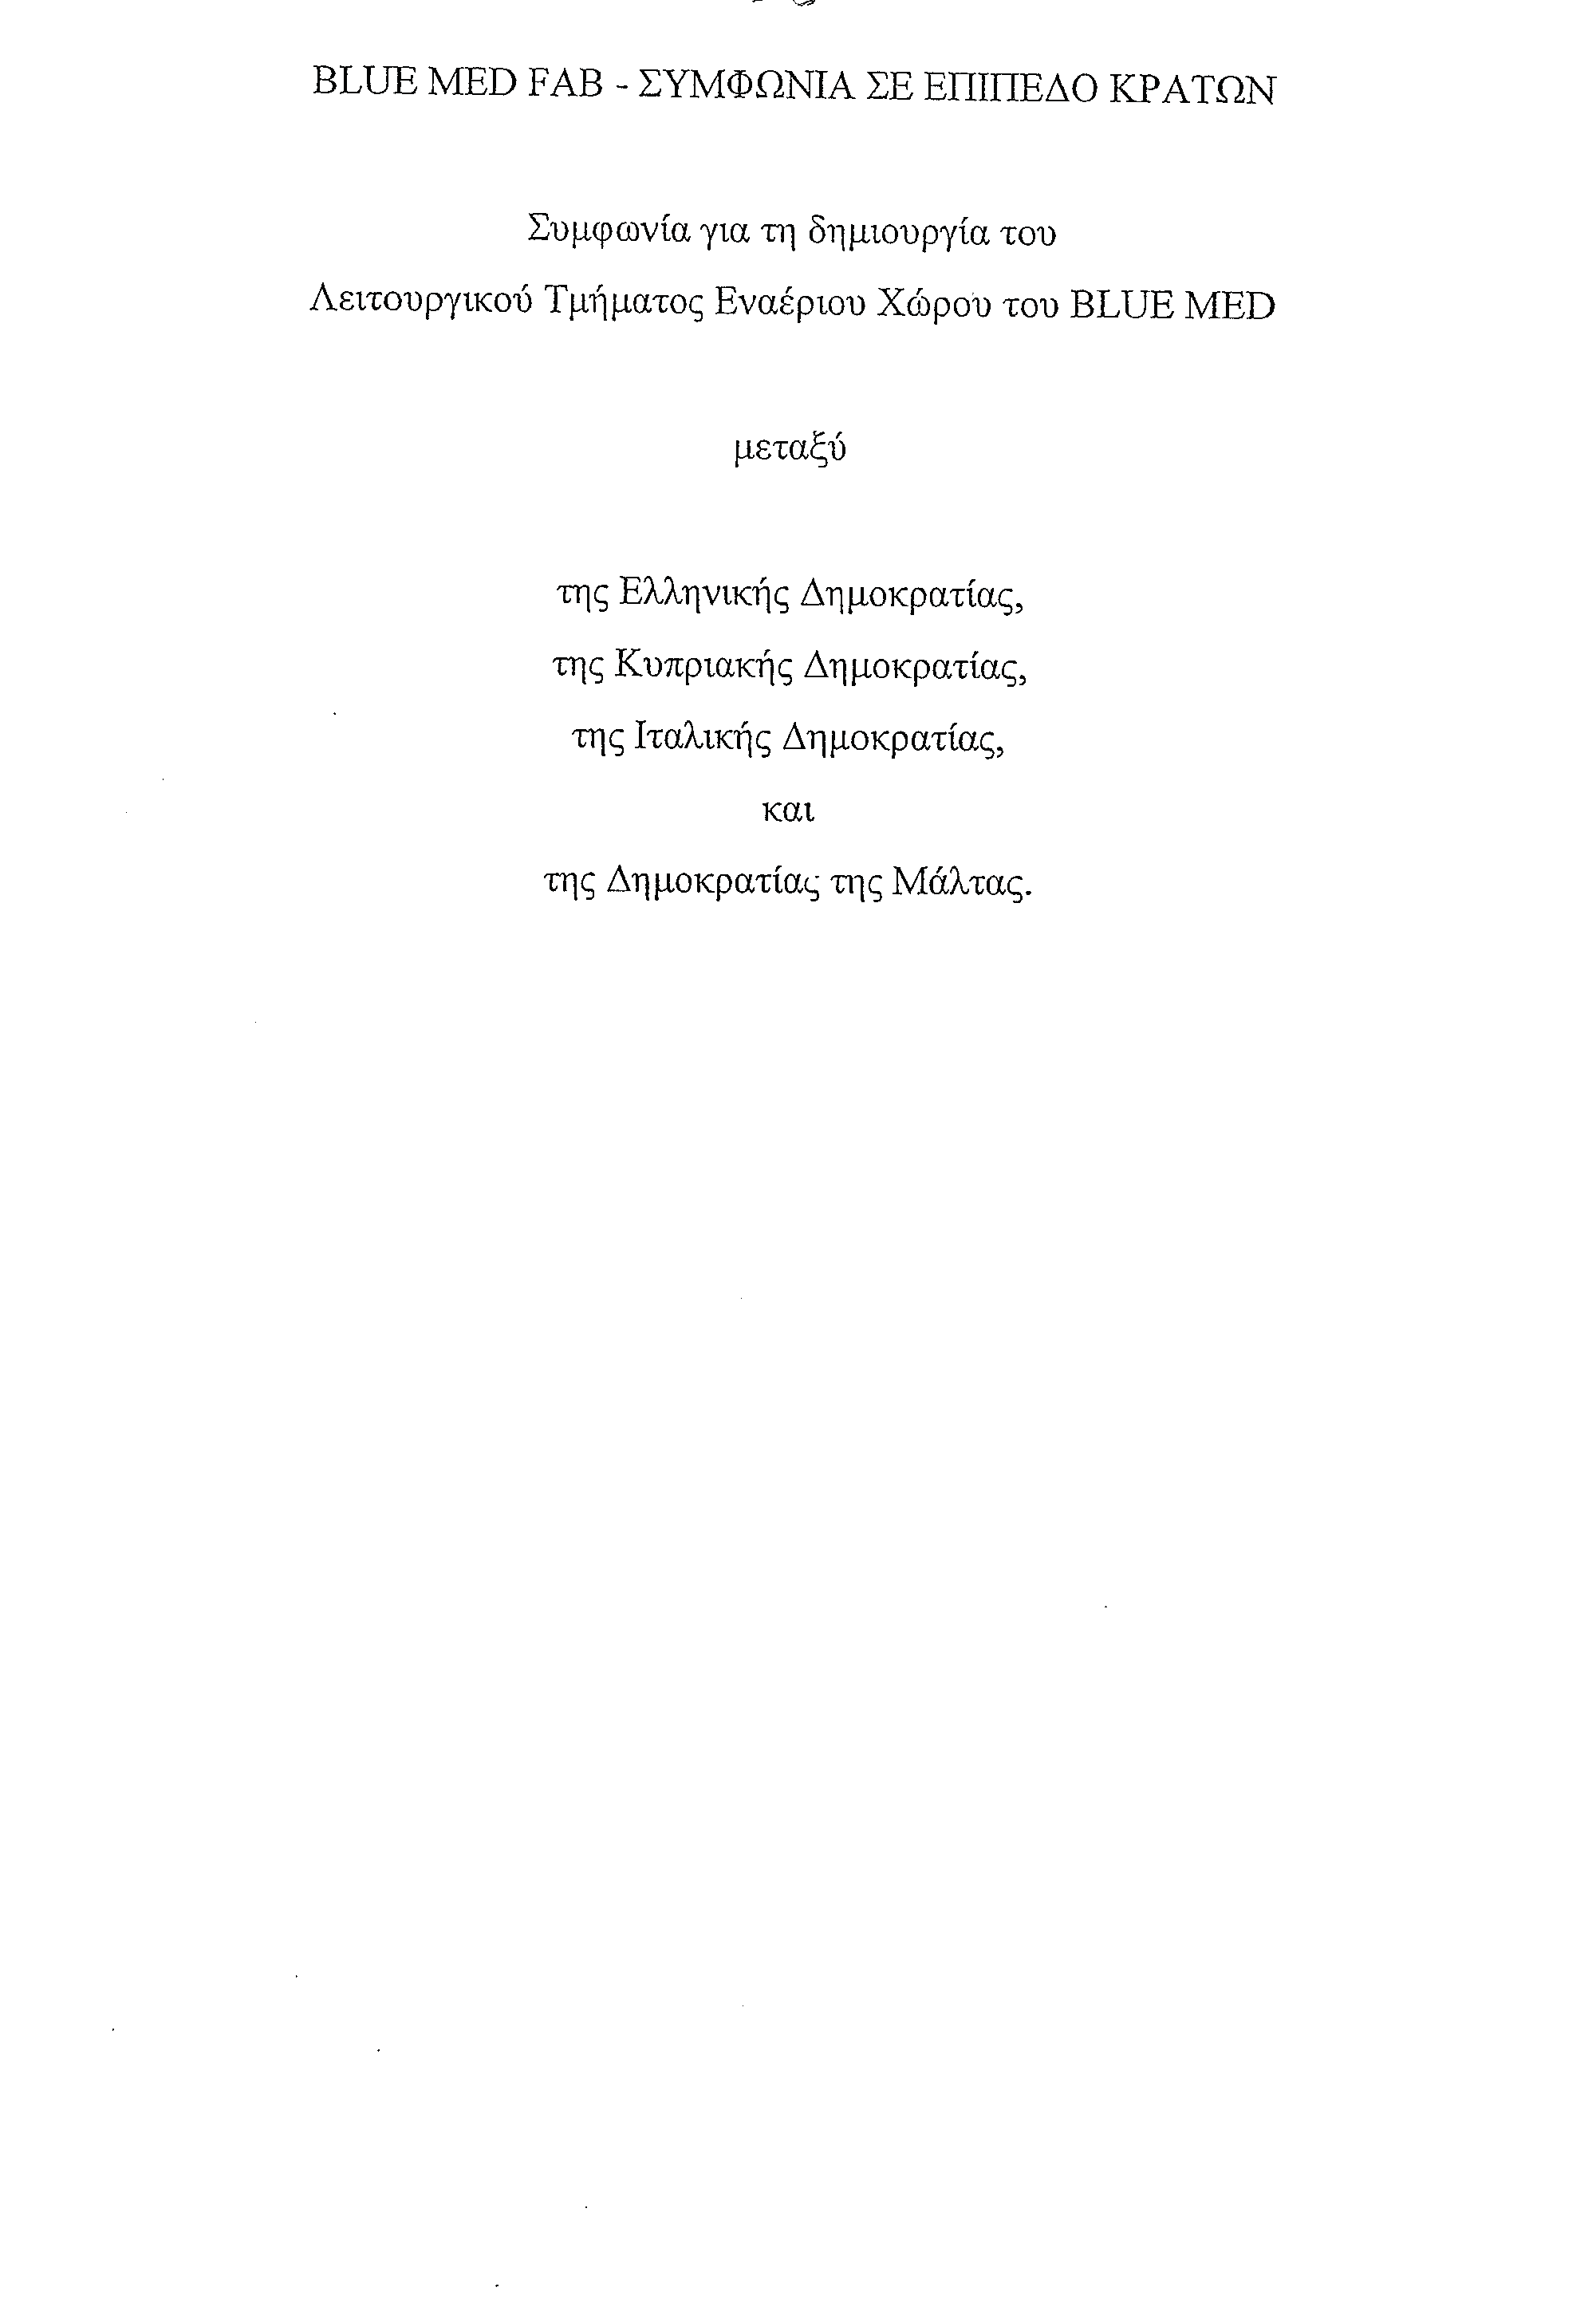 BLUE MED FAB - ΣΥΜΦΩΝΙΑ ΣΕ ΕΠΙΠΕΔΟ ΚΡΑΤΩΝ
Συμφωνία για τη δημιουργία του
Λειτουργικού Τμήματος Εναέριου Χώρου του BLUE MED
μεταξύ
της Ελληνικής Δημοκρατίας,
της Κυπριακής Δημοκρατίας,
της Ιταλικής Δημοκρατίας,
και
της Δημοκρατίας της Μάλτας.